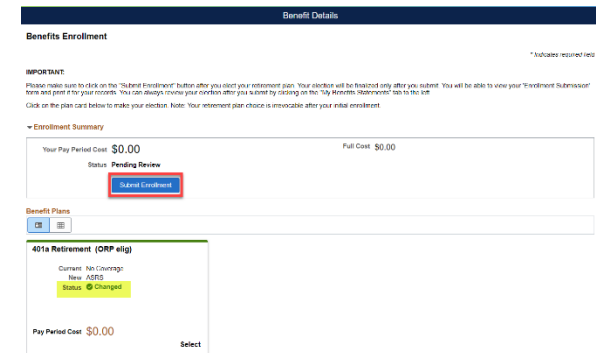 Benefit Details
Benefits Enrollment
* Indicates required field
IMPORTANT:
Please make sure to click on the "Submit Enrollment" button after you elect your retirement plan. Your election will be finalized only after you submit. You will be able to view your "Enrollment Submission"
form and print it for your records. You can always review your election after you submit by clicking on the "My Benefits Statements" tab to the left
Click on the plan card below to make your election. Note: Your retirement plan choice is irrevocable after your initial enrollment
Enrollment Summary
Your Pay Period Cost $0.00 Full Cost $0.00
Status Pending Review
Submit Enrollment
Benefit Plans
401a Retirement (ORP elig)
Current No Coverage
New ASRS
Status Changed
Pay Period Cost $0.00
Select